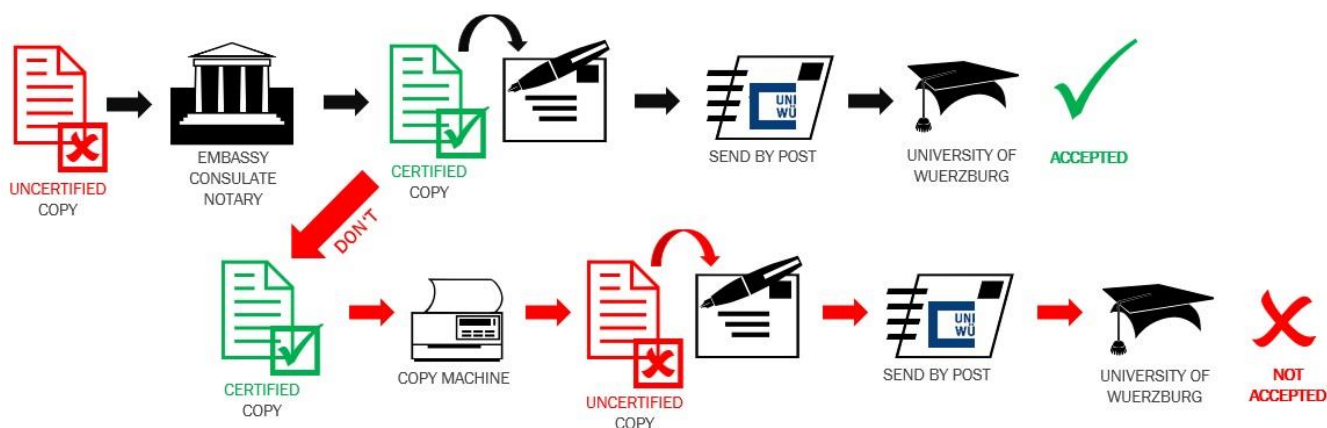 UNCERTIFIED
COPY
EMBASSY
CONSULATE
NOTARY
CERTIFIED
COPY
UNI
WÜ
SEND BY POST
UNIVERSITY OF
WUERZBURG
ACCEPTED
DON'T
CERTIFIED
COPY
COPY MACHINE
UNCERTIFIED
COPY
UNI
WÜ
SEND BY POST
UNIVERSITY OF
WUERZBURG
NOT
ACCEPTED